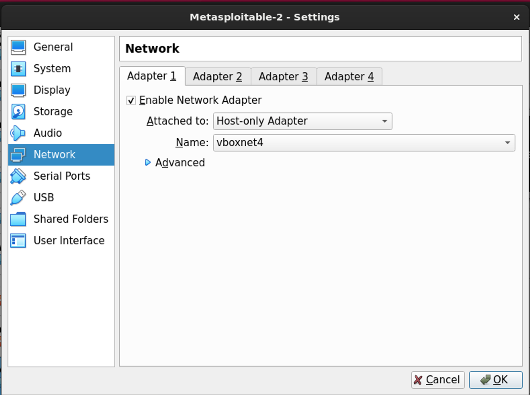 Metasploitable-2 - Settings
General
System
Display
Storage
Audio
Network
Serial Ports
USB
Shared Folders
User Interface
Network
Adapter 1 Adapter 2 Adapter 3 Adapter 4
Enable Network Adapter
Attached to: Host-only Adapter
Name: vboxnet4
Advanced
Cancel OK